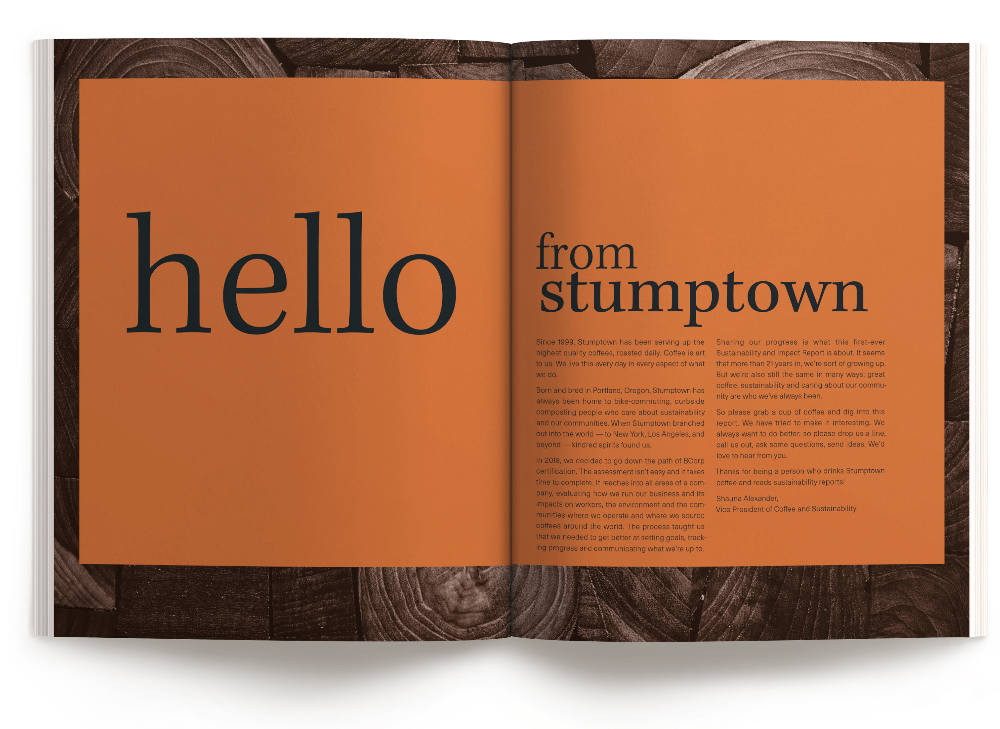 hello
from
stumptown
Since 1999, Stumptown has been serving up the
highest quality coffees, roasted daily. Coffee is art
to us. We live this every day in every aspect of what
we do.
Born and bred in Portland, Oregon, Stumptown has
always been home to bike-commuting, curbside
composting people who care about sustainability
and our communities. When Stumptown branched
out into the world — to New York, Los Angeles, and
beyond — kindred spirits found us.
In 2018, we decided to go down the path of BCorp
certification. The assessment isn't easy and it takes
time to complete. It reaches into all areas of a com-
pany, evaluating how we run our business and its
impacts on workers, the environment and the com-
munities where we operate and where we source
coffees around the world. The process taught us
that we needed to get better at setting goals, track-
ing progress and communicating what we're up to.
Sharing our progress is what this first-ever
Sustainability and Impact Report is about. It seems
that more than 21 years in, we're sort of growing up.
But we're also still the same in many ways: great
coffee, sustainability and caring about our commu-
nity are who we've always been.
So please grab a cup of coffee and dig into this
report. We have tried to make it interesting. We
always want to do better, so please drop us a line,
call us out, ask some questions, send ideas. We'd
love to hear from you.
Thanks for being a person who drinks Stumptown
coffee and reads sustainability reports!
Shauna Alexander,
Vice President of Coffee and Sustainability